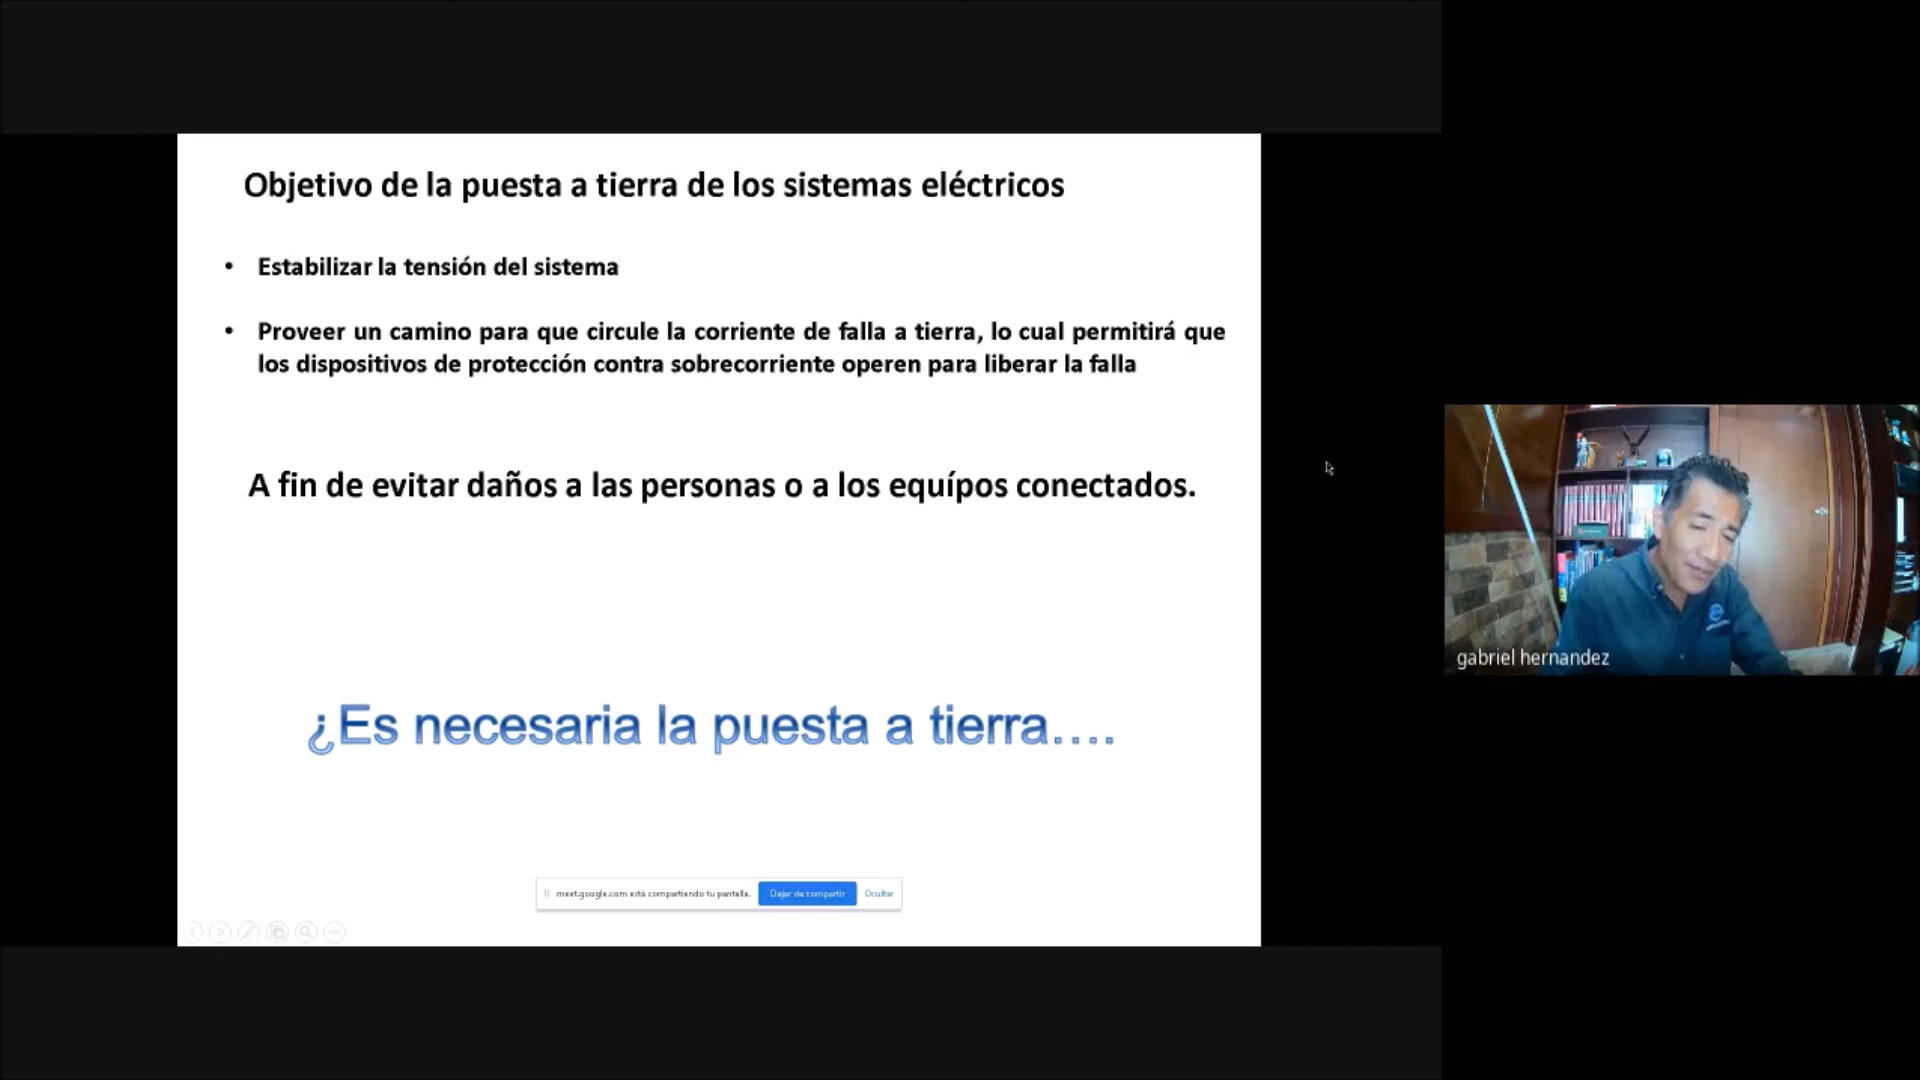 Objetivo de la puesta a tierra de los sistemas eléctricos
• Estabilizar la tensión del sistema
• Proveer un camino para que circule la corriente de falla a tierra, lo cual permitirá que
los dispositivos de protección contra sobrecorriente operen para liberar la falla
A fin de evitar daños a las personas o a los equípos conectados.
¿Es necesaria la puesta a tierra....
meet.google.com está compartiendo tu pantalla. Dejar de compartir Ocultar
gabriel hernandez